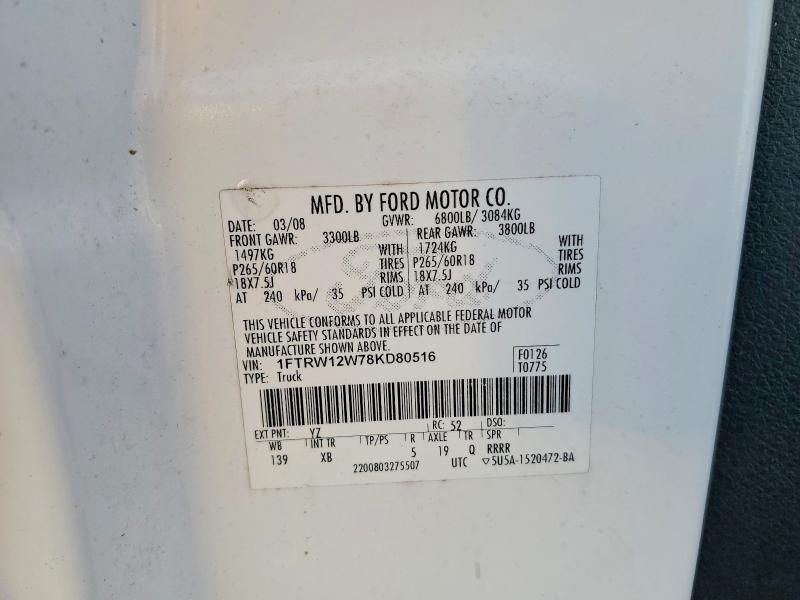 MFD. BY FORD MOTOR CO.
DATE: 03/08 GVWR: 6800LB/ 3084KG
FRONT GAWR: 3300LB REAR GAWR: 3800LB
1497KG WITH 1724KG WITH
P265/60R18 TIRES P265/60R18 TIRES
18X7.5J RIMS 18X7.5J RIMS
AT 240 kPa/ 35 PSI COLD AT 240 kPa/ 35 PSI COLD
Ford
THIS VEHICLE CONFORMS TO ALL APPLICABLE FEDERAL MOTOR
VEHICLE SAFETY STANDARDS IN EFFECT ON THE DATE OF
MANUFACTURE SHOWN ABOVE.
VIN: 1FTRW12W78KD80516 F0126
TYPE: Truck T0775
EXT PNT: YZ RC: 52 DSO:
WB INT TR TP/PS R AXLE TR SPR
139 XB 5 19 Q RRRR
2200803275507 UTC ▽5U5A-1520472-BA